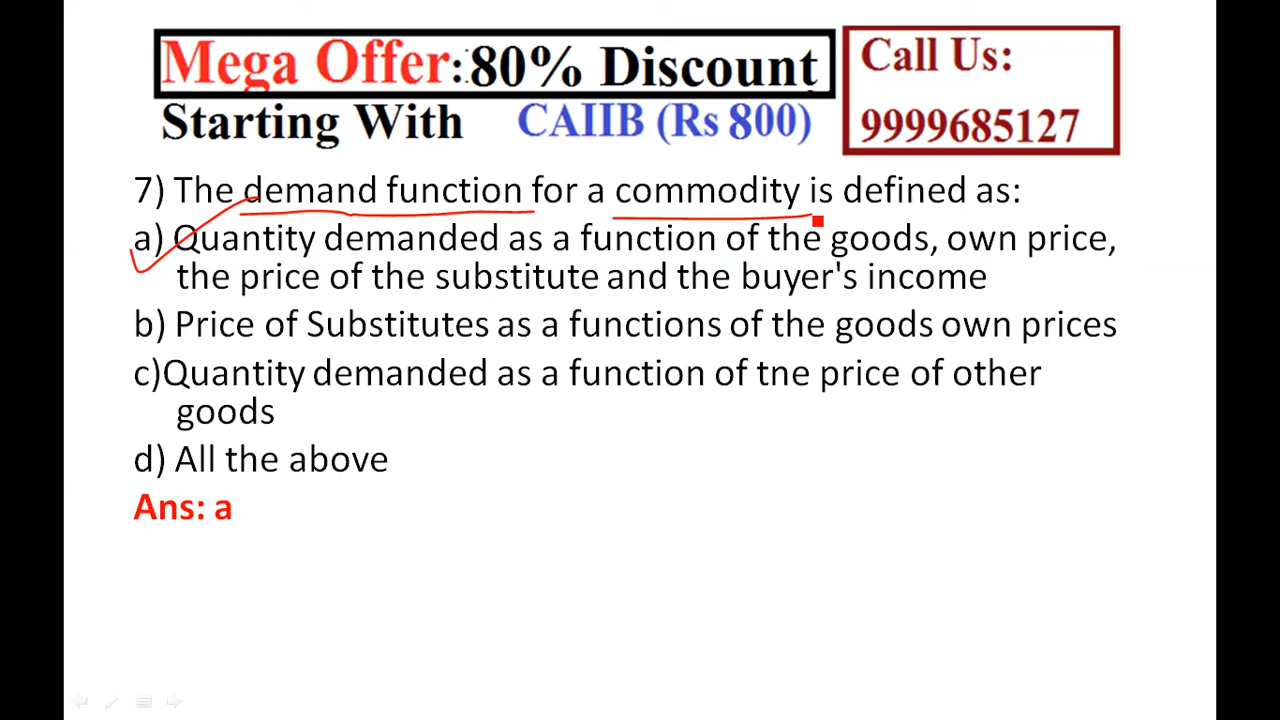 Mega Offer:80% Discount
Starting With CAIIB (Rs 800)
Call Us:
9999685127
7) The demand function for a commodity is defined as:
a) Quantity demanded as a function of the goods, own price,
the price of the substitute and the buyer's income
b) Price of Substitutes as a functions of the goods own prices
c)Quantity demanded as a function of tne price of other
goods
d) All the above
Ans: a